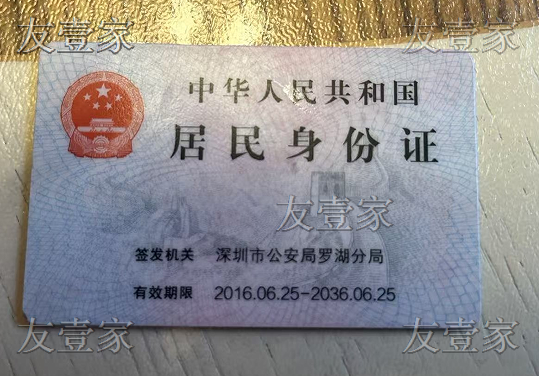 友壹家
友壹家
中华人民共和国
居民身份证
友壹家
签发机关 深圳市公安局罗湖分局
有效期限 2016.06.25-2036.06.25
友壹家
友壹家